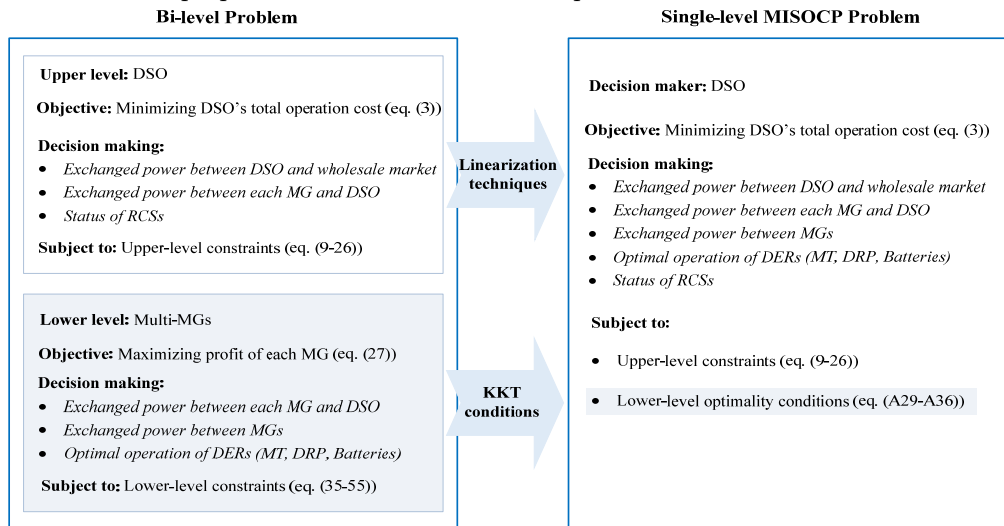 Bi-level Problem
Upper level: DSO
Objective: Minimizing DSO's total operation cost (eq. (3))
Decision making:
• Exchanged power between DSO and wholesale market
• Exchanged power between each MG and DSO
• Status of RCSs
Subject to: Upper-level constraints (eq. (9-26))
Lower level: Multi-MGs
Objective: Maximizing profit of each MG (eq. (27))
Decision making:
• Exchanged power between each MG and DSO
• Exchanged power between MGs
• Optimal operation of DERs (MT, DRP, Batteries)
Subject to: Lower-level constraints (eq. (35-55))
Linearization
techniques
KKT
conditions
Single-level MISOCP Problem
Decision maker: DSO
Objective: Minimizing DSO's total operation cost (eq. (3))
Decision making:
• Exchanged power between DSO and wholesale market
• Exchanged power between each MG and DSO
• Exchanged power between MGs
• Optimal operation of DERs (MT, DRP, Batteries)
• Status of RCSs
Subject to:
• Upper-level constraints (eq. (9-26))
• Lower-level optimality conditions (eq. (A29-A36))